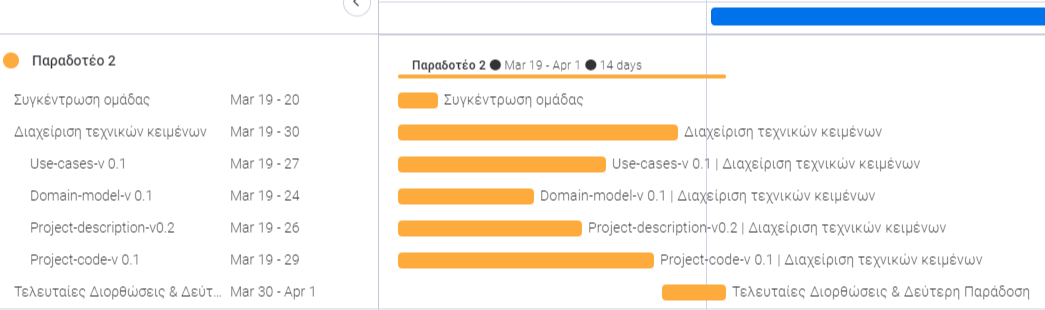 Παραδοτέο 2
Παραδοτέο 2 ● Mar 19 - Apr 1 ● 14 days
Συγκέντρωση ομάδας Mar 19 - 20 Συγκέντρωση ομάδας
Διαχείριση τεχνικών κειμένων Mar 19 - 30 Διαχείριση τεχνικών κειμένων
Use-cases-v 0.1 Mar 19 - 27 Use-cases-v 0.1 | Διαχείριση τεχνικών κειμένων
Domain-model-v 0.1 Mar 19 - 24 Domain-model-v 0.1 | Διαχείριση τεχνικών κειμένων
Project-description-v0.2 Mar 19 - 26 Project-description-v0.2 | Διαχείριση τεχνικών κειμένων
Project-code-v 0.1 Mar 19 - 29 Project-code-v 0.1 | Διαχείριση τεχνικών κειμένων
Τελευταίες Διορθώσεις & Δεύτ... Mar 30 - Apr 1 Τελευταίες Διορθώσεις & Δεύτερη Παράδοση